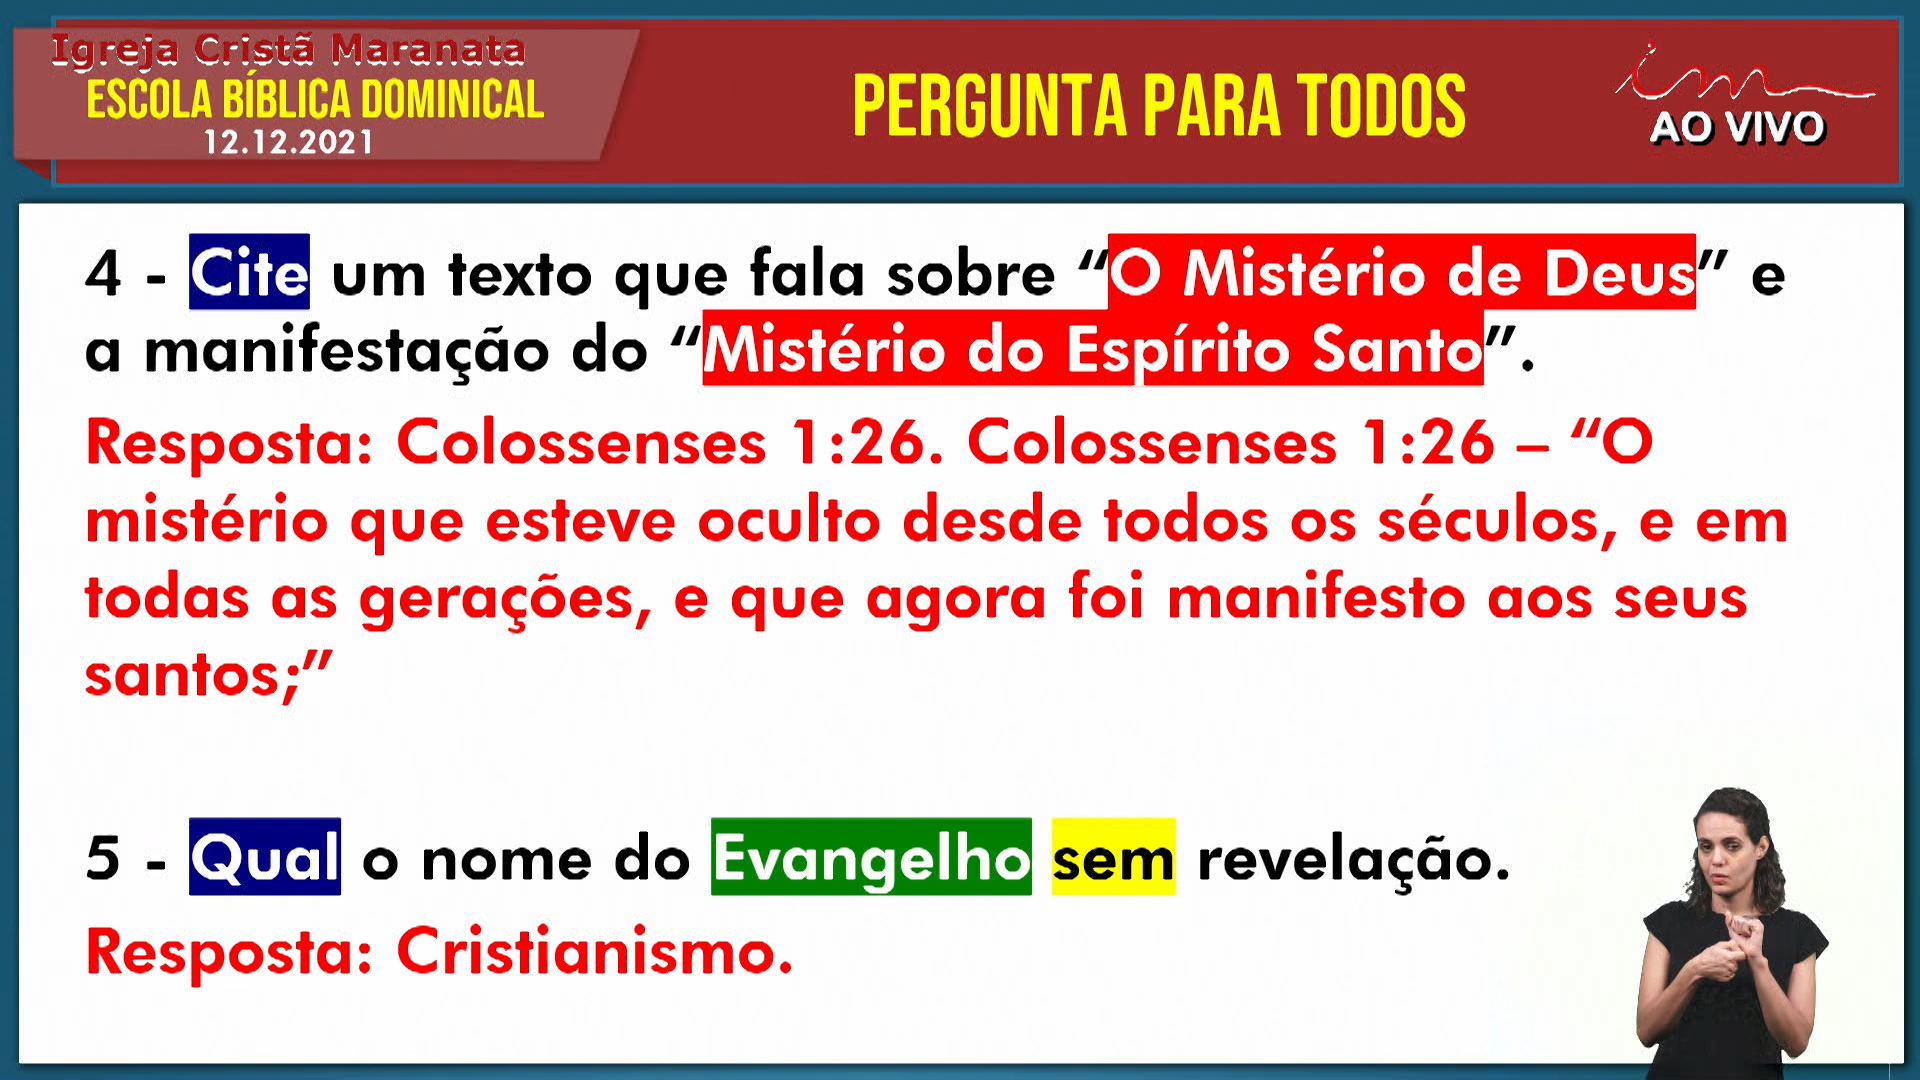 Igreja Cristã Maranata
ESCOLA BÍBLICA DOMINICAL
12.12.2021
PERGUNTA PARA TODOS
im
AO VIVO
4 - Cite um texto que fala sobre “O Mistério de Deus” e
a manifestação do “Mistério do Espírito Santo”.
Resposta: Colossenses 1:26. Colossenses 1:26 – “O
mistério que esteve oculto desde todos os séculos, e em
todas as gerações, e que agora foi manifesto aos seus
santos;”
5 - Qual o nome do Evangelho sem revelação.
Resposta: Cristianismo.